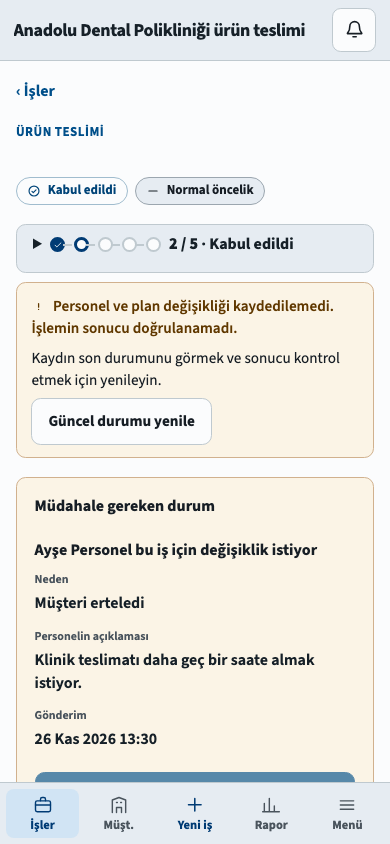 Anadolu Dental Polikliniği ürün teslimi
‹ İşler
ÜRÜN TESLİMİ
Kabul edildi
Normal öncelik
2 / 5 · Kabul edildi
! Personel ve plan değişikliği kaydedilemedi.
İşlemin sonucu doğrulanamadı.
Kaydın son durumunu görmek ve sonucu kontrol
etmek için yenileyin.
Güncel durumu yenile
Müdahale gereken durum
Ayşe Personel bu iş için değişiklik istiyor
Neden
Müşteri erteledi
Personelin açıklaması
Klinik teslimatı daha geç bir saate almak
istiyor.
Gönderim
26 Kas 2026 13:30
İşler
Müşt.
Yeni iş
Rapor
Menü